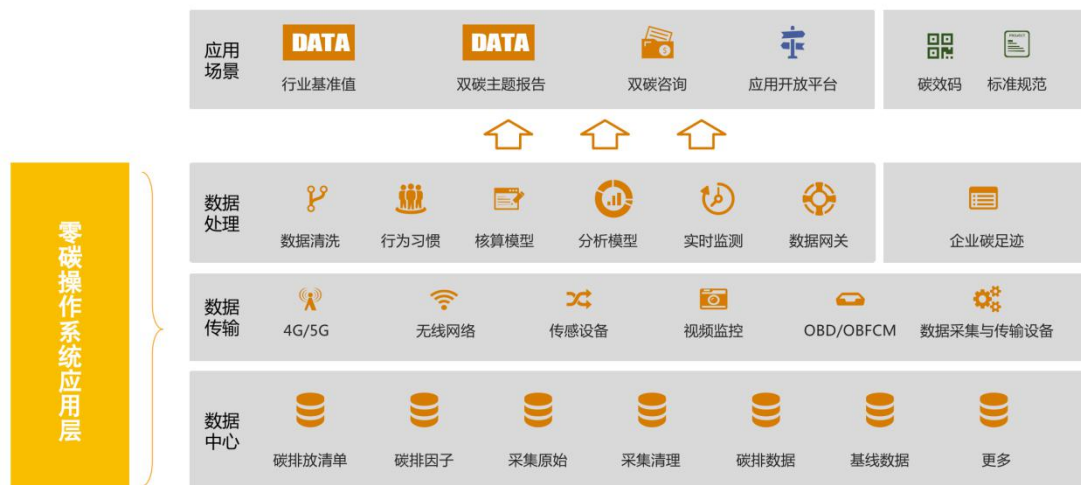 应用
场景
DATA
DATA
行业基准值
双碳主题报告
双碳咨询
应用开放平台
碳效码
标准规范
零碳操作系统应用层
数据
处理
数据清洗
行为习惯
核算模型
分析模型
实时监测
数据网关
企业碳足迹
数据
传输
4G/5G
无线网络
传感设备
视频监控
OBD/OBFCM
数据采集与传输设备
数据
中心
碳排放清单
碳排因子
采集原始
采集清理
碳排数据
基线数据
更多